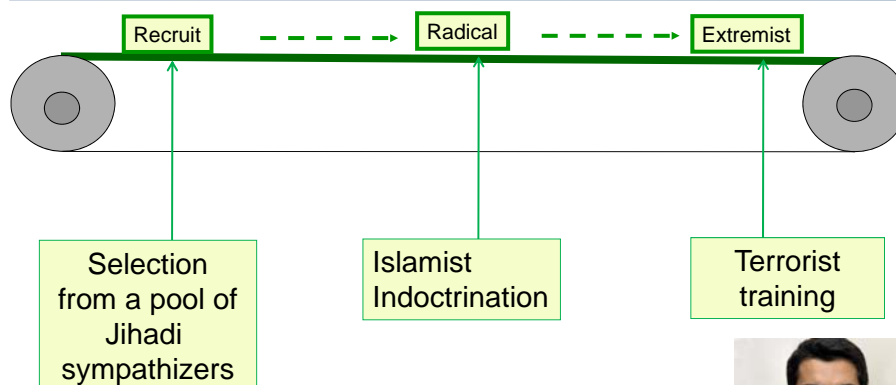 Recruit
Radical
Extremist
Selection
from a pool of
Jihadi
sympathizers
Islamist
Indoctrination
Terrorist
training